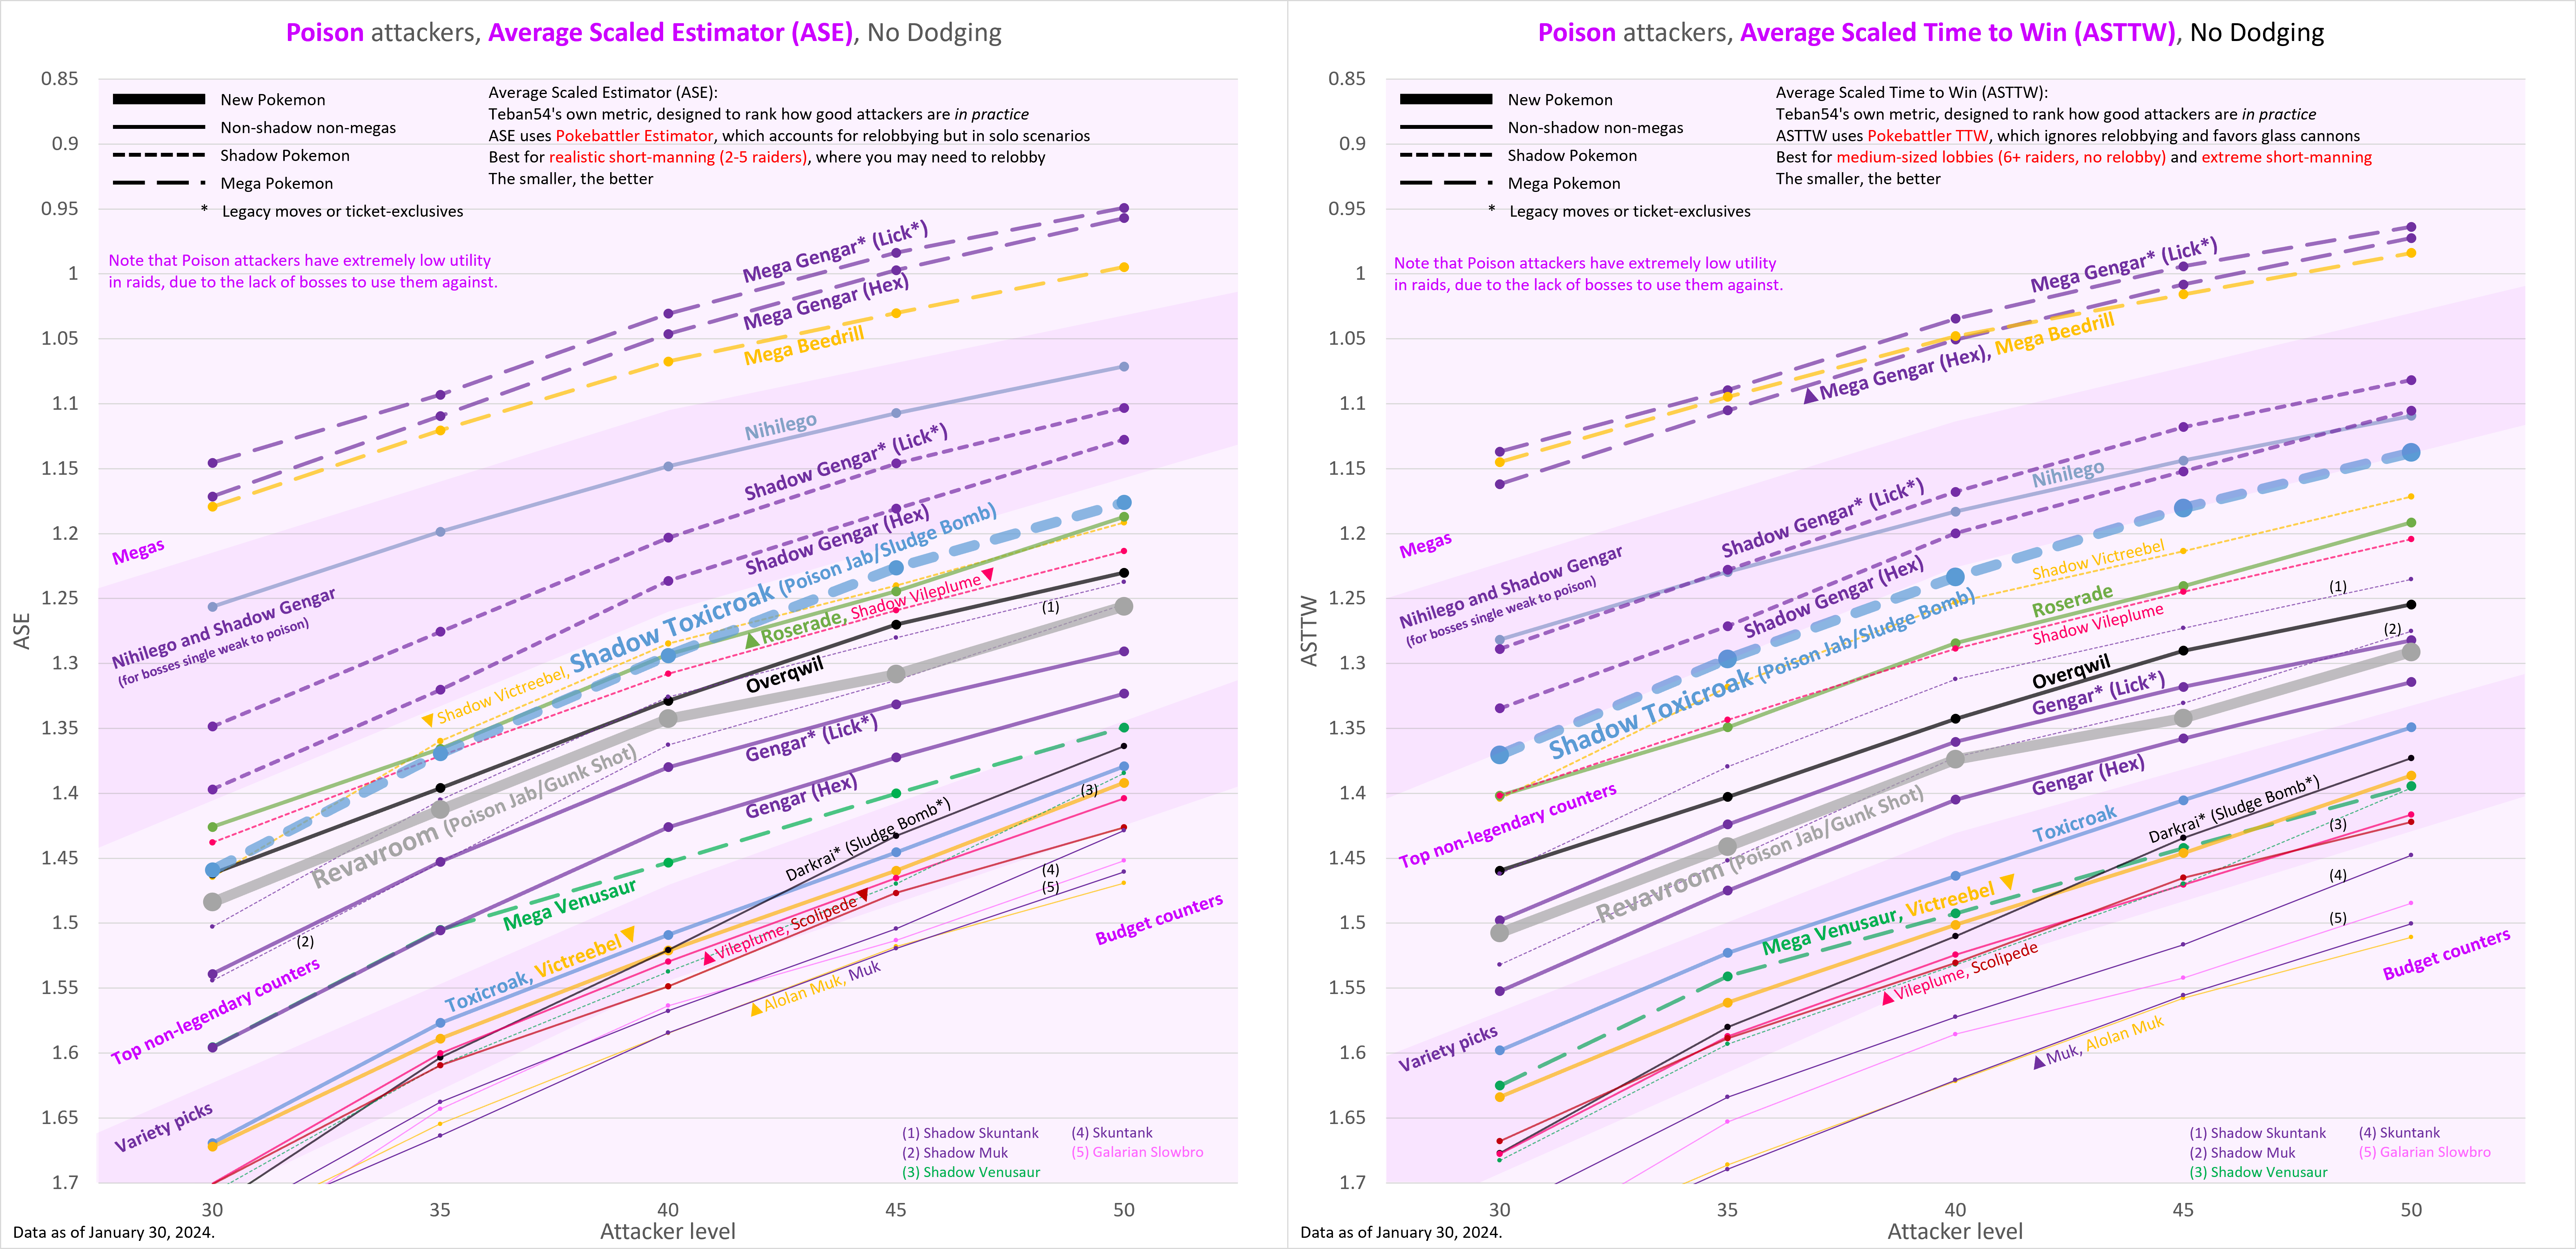 Poison attackers, Average Scaled Estimator (ASE), No Dodging
0.85
0.9
0.95
1
1.05
1.1
1.15
1.2
1.25
1.3
1.35
1.4
1.45
1.5
1.55
1.6
1.65
1.7
ASE
New Pokemon
Non-shadow non-megas
Shadow Pokemon
Mega Pokemon
* Legacy moves or ticket-exclusives
Average Scaled Estimator (ASE):
Teban54's own metric, designed to rank how good attackers are in practice
ASE uses Pokebattler Estimator, which accounts for relobbying but in solo scenarios
Best for realistic short-manning (2-5 raiders), where you may need to relobby
The smaller, the better
Note that Poison attackers have extremely low utility
in raids, due to the lack of bosses to use them against.
Mega Gengar* (Lick*)
Mega Gengar (Hex)
Mega Beedrill
Nihilego
Shadow Gengar* (Lick*)
Shadow Gengar (Hex)
Shadow Toxicroak (Poison Jab/Sludge Bomb)
▲Roserade, Shadow Vileplume▼
▼Shadow Victreebel,
(1)
Overqwil
Revavroom (Poison Jab/Gunk Shot)
Gengar* (Lick*)
Gengar (Hex)
Mega Venusaur
Darkrai* (Sludge Bomb*)
(3)
(4)
(5)
(2)
Toxicroak, Victreebel▼
▲Vileplume, Scolipede▼
▲Alolan Muk, Muk
Megas
Nihilego and Shadow Gengar
(for bosses single weak to poison)
Top non-legendary counters
Variety picks
Budget counters
(1) Shadow Skuntank
(2) Shadow Muk
(3) Shadow Venusaur
(4) Skuntank
(5) Galarian Slowbro
30
35
40
45
50
Attacker level
Data as of January 30, 2024.
Poison attackers, Average Scaled Time to Win (ASTTW), No Dodging
0.85
0.9
0.95
1
1.05
1.1
1.15
1.2
1.25
1.3
1.35
1.4
1.45
1.5
1.55
1.6
1.65
1.7
ASTTW
New Pokemon
Non-shadow non-megas
Shadow Pokemon
Mega Pokemon
* Legacy moves or ticket-exclusives
Average Scaled Time to Win (ASTTW):
Teban54's own metric, designed to rank how good attackers are in practice
ASTTW uses Pokebattler TTW, which ignores relobbying and favors glass cannons
Best for medium-sized lobbies (6+ raiders, no relobby) and extreme short-manning
The smaller, the better
Note that Poison attackers have extremely low utility
in raids, due to the lack of bosses to use them against.
Mega Gengar* (Lick*)
▲Mega Gengar (Hex), Mega Beedrill
Nihilego
Shadow Gengar* (Lick*)
Shadow Gengar (Hex)
Shadow Toxicroak (Poison Jab/Sludge Bomb)
Shadow Victreebel
Roserade
Shadow Vileplume
(1)
(2)
Overqwil
Gengar* (Lick*)
Revavroom (Poison Jab/Gunk Shot)
Gengar (Hex)
Toxicroak
Darkrai* (Sludge Bomb*)
(3)
(4)
(5)
Mega Venusaur, Victreebel▼
▲Vileplume, Scolipede
▲Muk, Alolan Muk
Megas
Nihilego and Shadow Gengar
(for bosses single weak to poison)
Top non-legendary counters
Variety picks
Budget counters
(1) Shadow Skuntank
(2) Shadow Muk
(3) Shadow Venusaur
(4) Skuntank
(5) Galarian Slowbro
30
35
40
45
50
Attacker level
Data as of January 30, 2024.